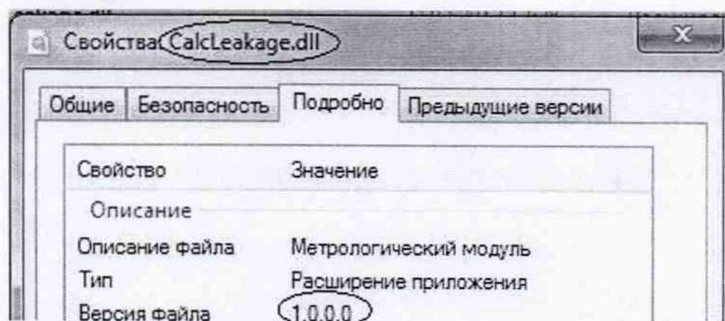 Свойства: CalcLeakage.dll
Общие Безопасность Подробно Предыдущие версии
Свойство Значение
Описание
Описание файла Метрологический модуль
Тип Расширение приложения
Версия файла 1.0.0.0